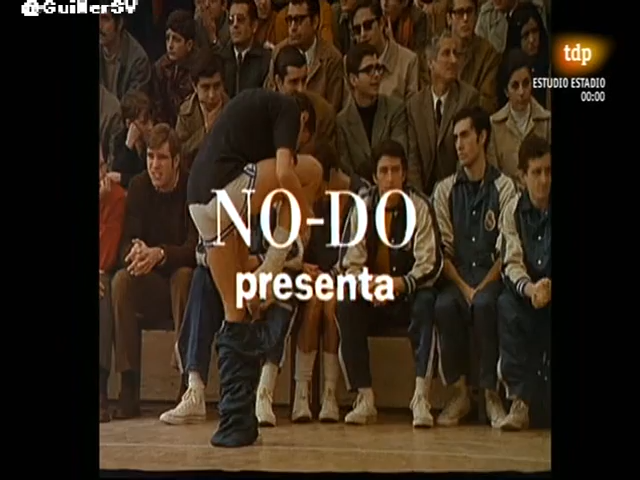 @GuillerSV
tdp
ESTUDIO ESTADIO
00:00
NO-DO
presenta